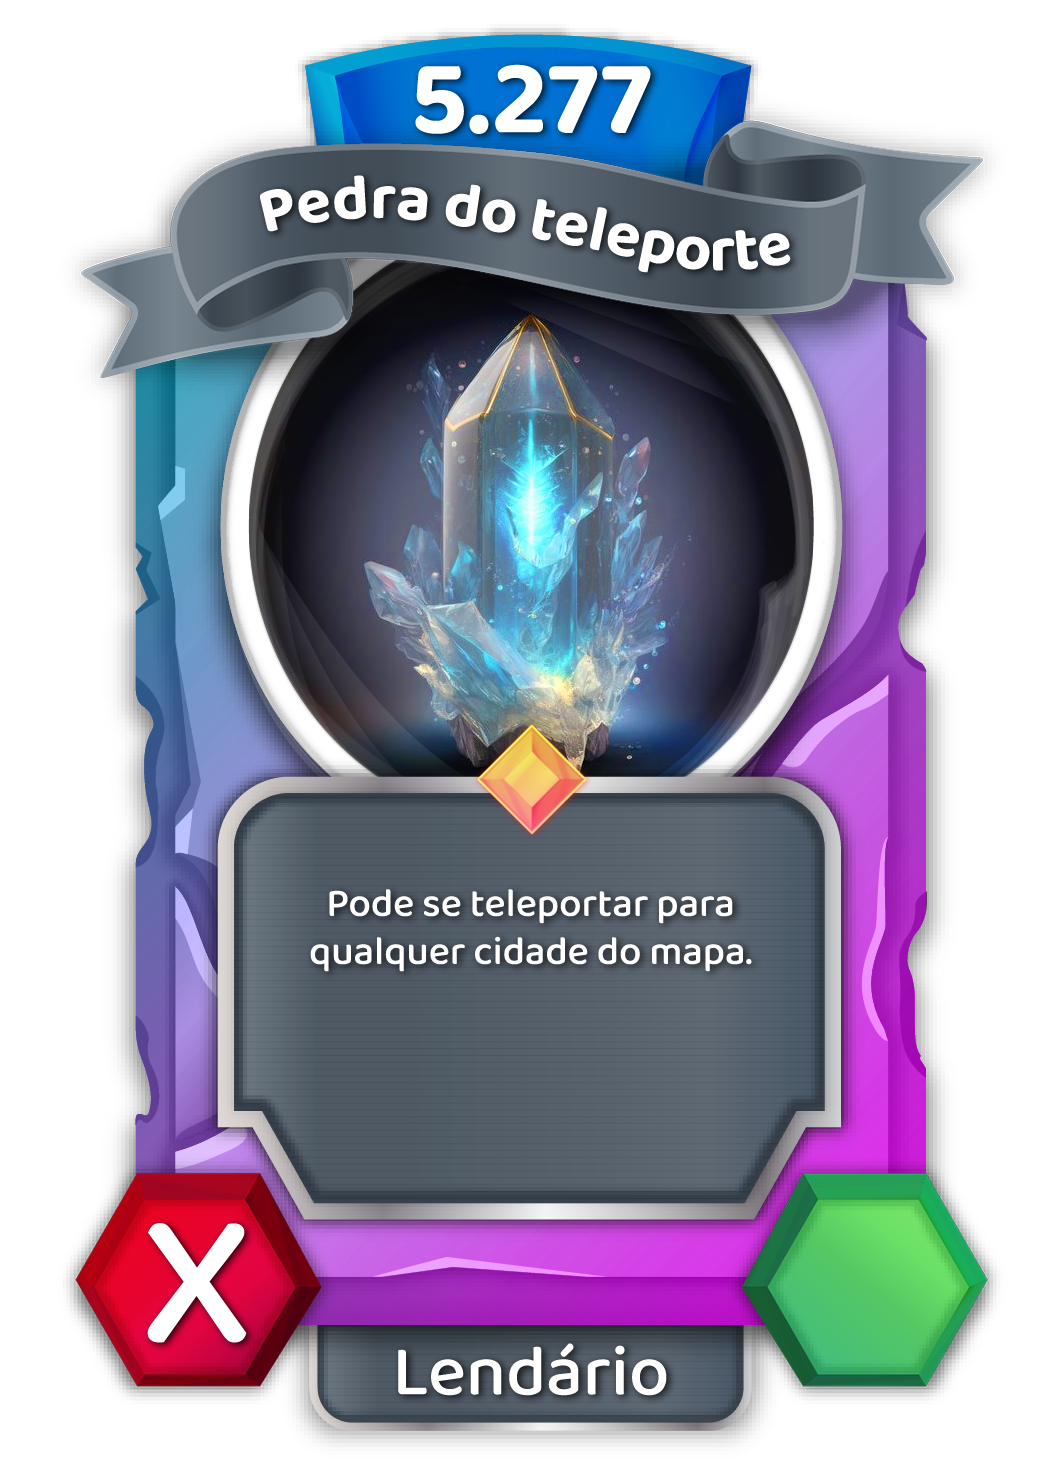 5.277
Pedra do teleporte
Pode se teleportar para
qualquer cidade do mapa.
X
Lendário